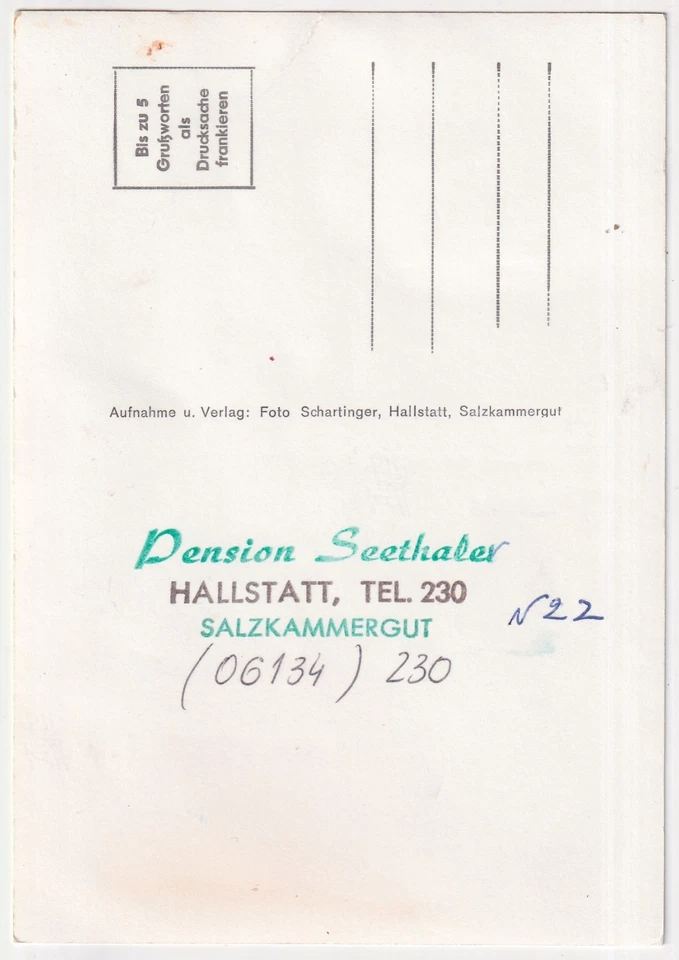 Bis zu 5
Grußworten
als
Drucksache
frankieren
Aufnahme u. Verlag: Foto Schartinger, Hallstatt, Salzkammergut
Pension Seethaler
HALLSTATT, TEL. 230
N22
SALZKAMMERGUT
(06134) 230